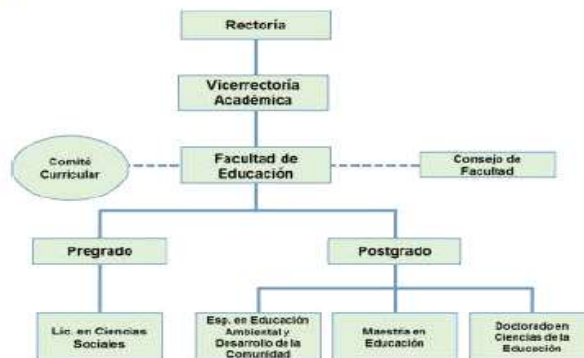 Rectoría
Vicerrectoría
Académica
Comité
Curricular
Facultad de
Educación
Consejo de
Facultad
Pregrado
Postgrado
Lic. en Ciencias
Sociales
Esp. en Educación
Ambiental y
Desarrollo de la
Comunidad
Maestría en
Educación
Doctorado en
Ciencias de la
Educación